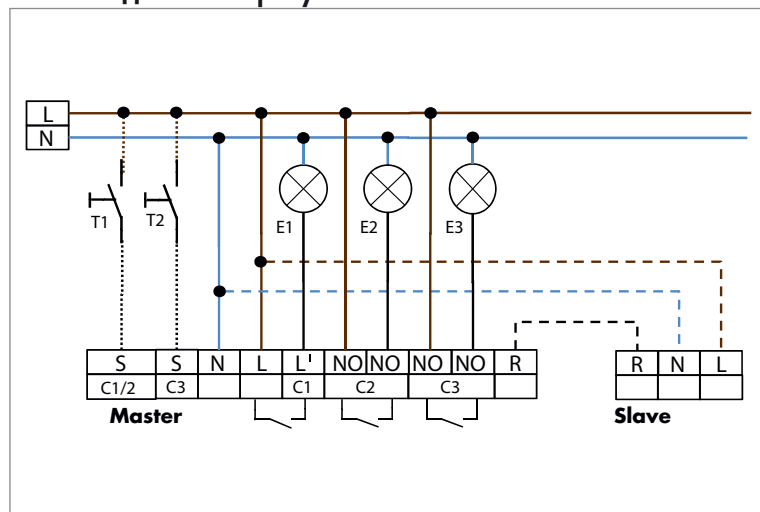 L
N
T1 T2 E1 E2 E3
S S N L L' NO NO NO NO R
C1/2 C3 C1 C2 C3
R N L
Master
Slave